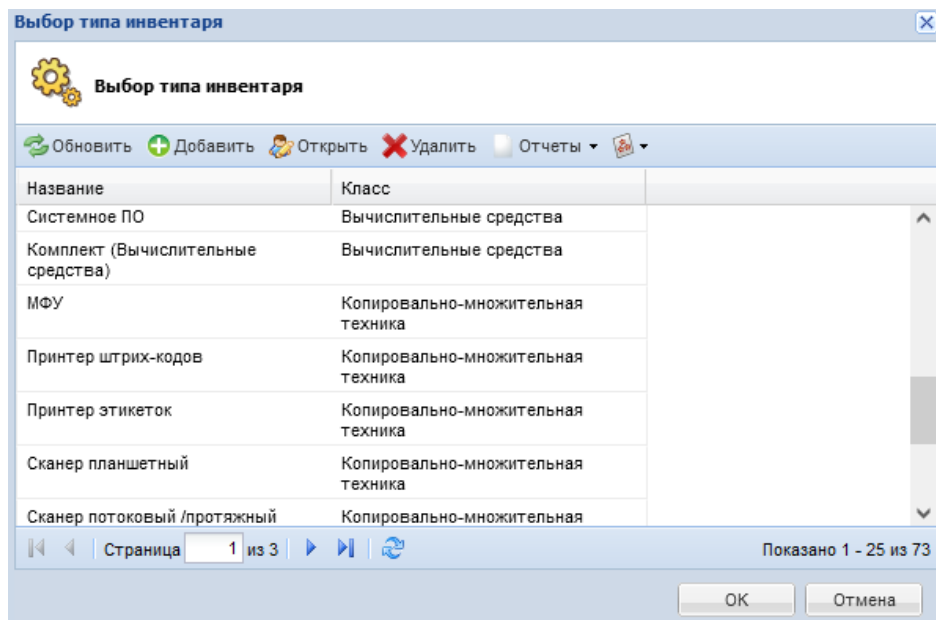 Выбор типа инвентаря
Выбор типа инвентаря
Обновить Добавить Открыть Удалить Отчеты
Название Класс
Системное ПО Вычислительные средства
Комплект (Вычислительные Вычислительные средства
средства)
МФУ Копировально-множительная
техника
Принтер штрих-кодов Копировально-множительная
техника
Принтер этикеток Копировально-множительная
техника
Сканер планшетный Копировально-множительная
техника
Сканер потоковый /протяжный Копировально-множительная
Страница 1 из 3 Показано 1 - 25 из 73
OK Отмена